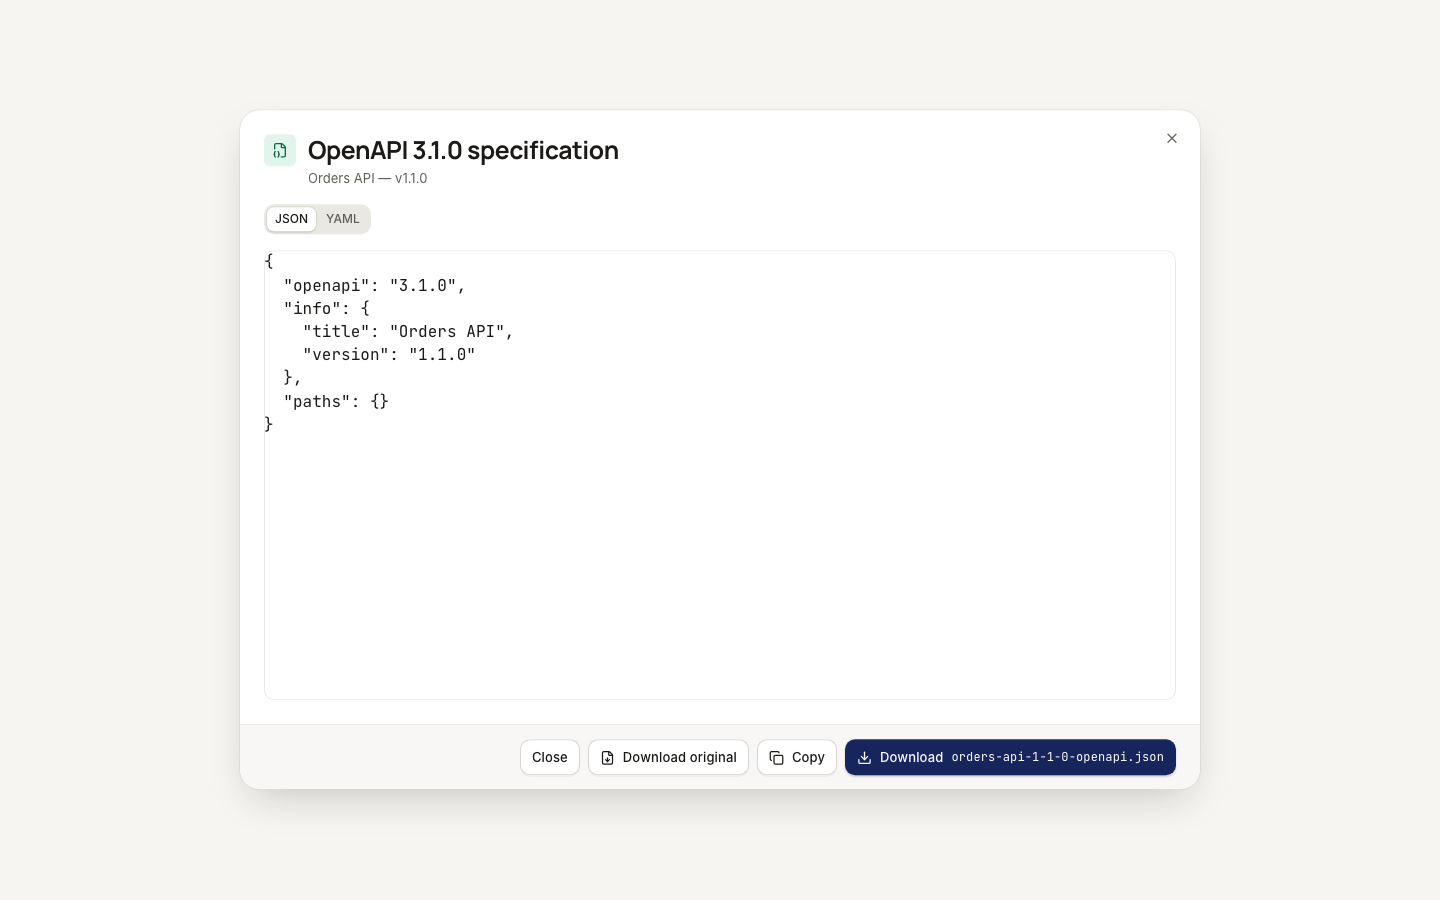 OpenAPI 3.1.0 specification
Orders API — v1.1.0
JSON YAML
{
  "openapi": "3.1.0",
  "info": {
    "title": "Orders API",
    "version": "1.1.0"
  },
  "paths": {}
}
Close Download original Copy Download orders-api-1-1-0-openapi.json